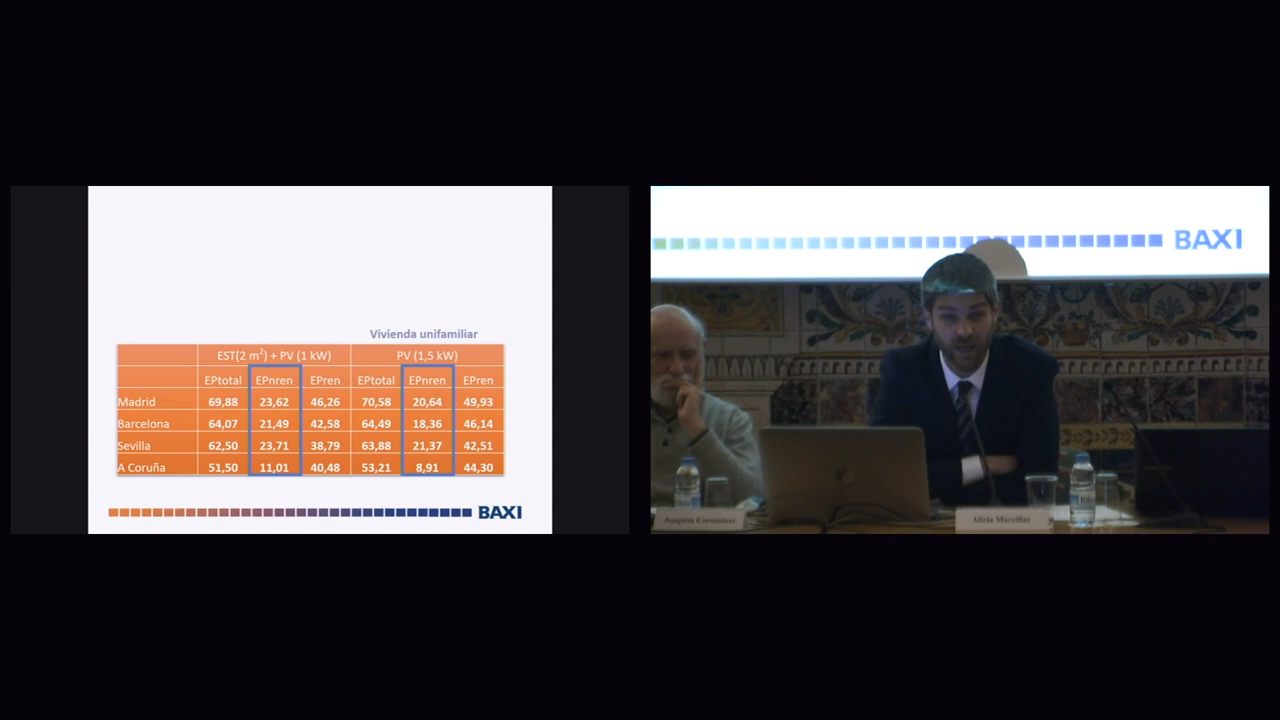 Vivienda unifamiliar
EST(2 m²) + PV (1 kW) PV (1,5 kW)
EPtotal EPnren EPren EPtotal EPnren EPren
Madrid 69,88 23,62 46,26 70,58 20,64 49,93
Barcelona 64,07 21,49 42,58 64,49 18,36 46,14
Sevilla 62,50 23,71 38,79 63,88 21,37 42,51
A Coruña 51,50 11,01 40,48 53,21 8,91 44,30
BAXI
BAXI
Joaquim Corominas
Alicia Marcillas